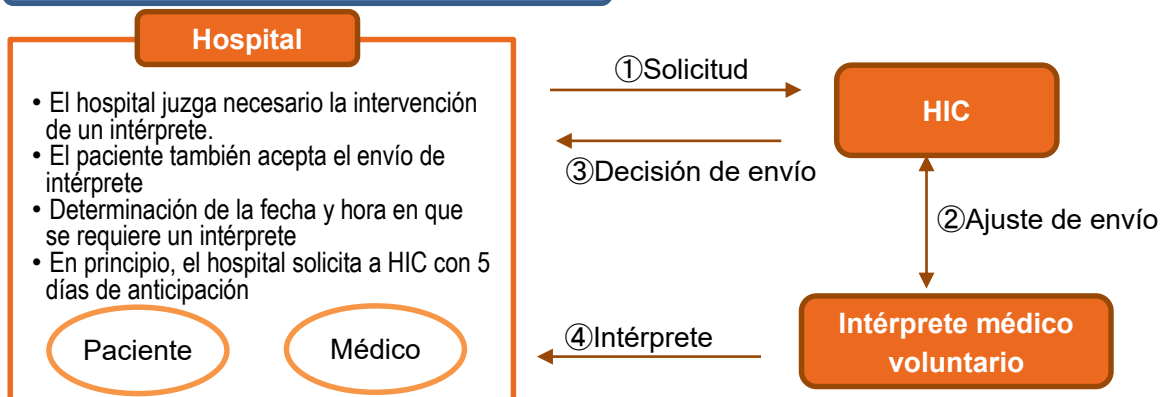 Hospital
• El hospital juzga necesario la intervención
de un intérprete.
• El paciente también acepta el envío de
intérprete
• Determinación de la fecha y hora en que
se requiere un intérprete
• En principio, el hospital solicita a HIC con 5
días de anticipación
Paciente
Médico
①Solicitud
HIC
③Decisión de envío
②Ajuste de envío
④Intérprete
Intérprete médico
voluntario